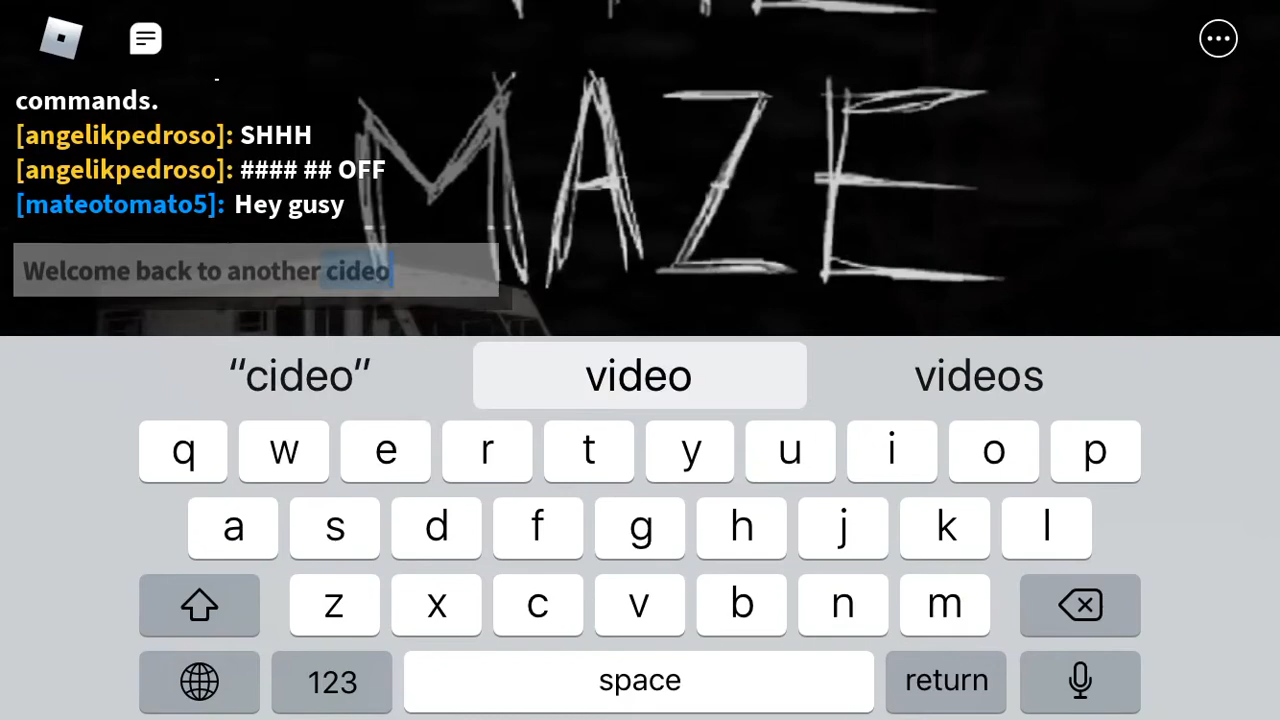 commands.
[angelikpedroso]: SHHH
[angelikpedroso]: #### ## OFF
[mateotomato5]: Hey gusy
Welcome back to another cideo
MAZE
“cideo” video videos
q w e r t y u i o p
a s d f g h j k l
z x c v b n m
123 space return